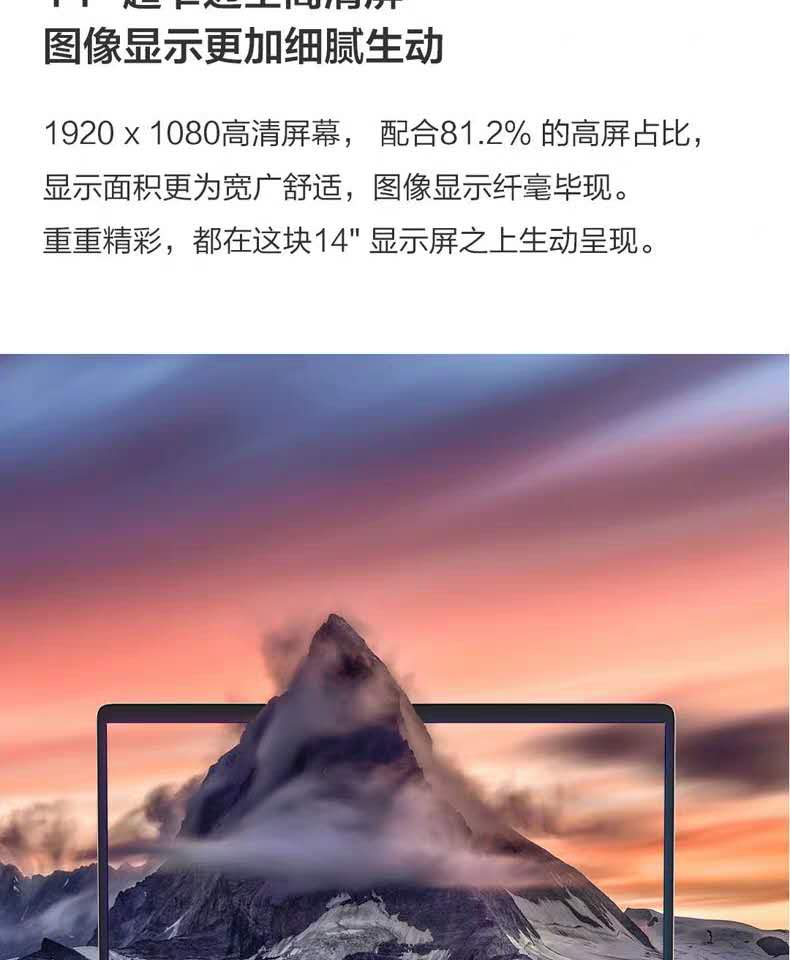 图像显示更加细腻生动
1920 x 1080高清屏幕， 配合81.2% 的高屏占比，
显示面积更为宽广舒适，图像显示纤毫毕现。
重重精彩，都在这块14" 显示屏之上生动呈现。